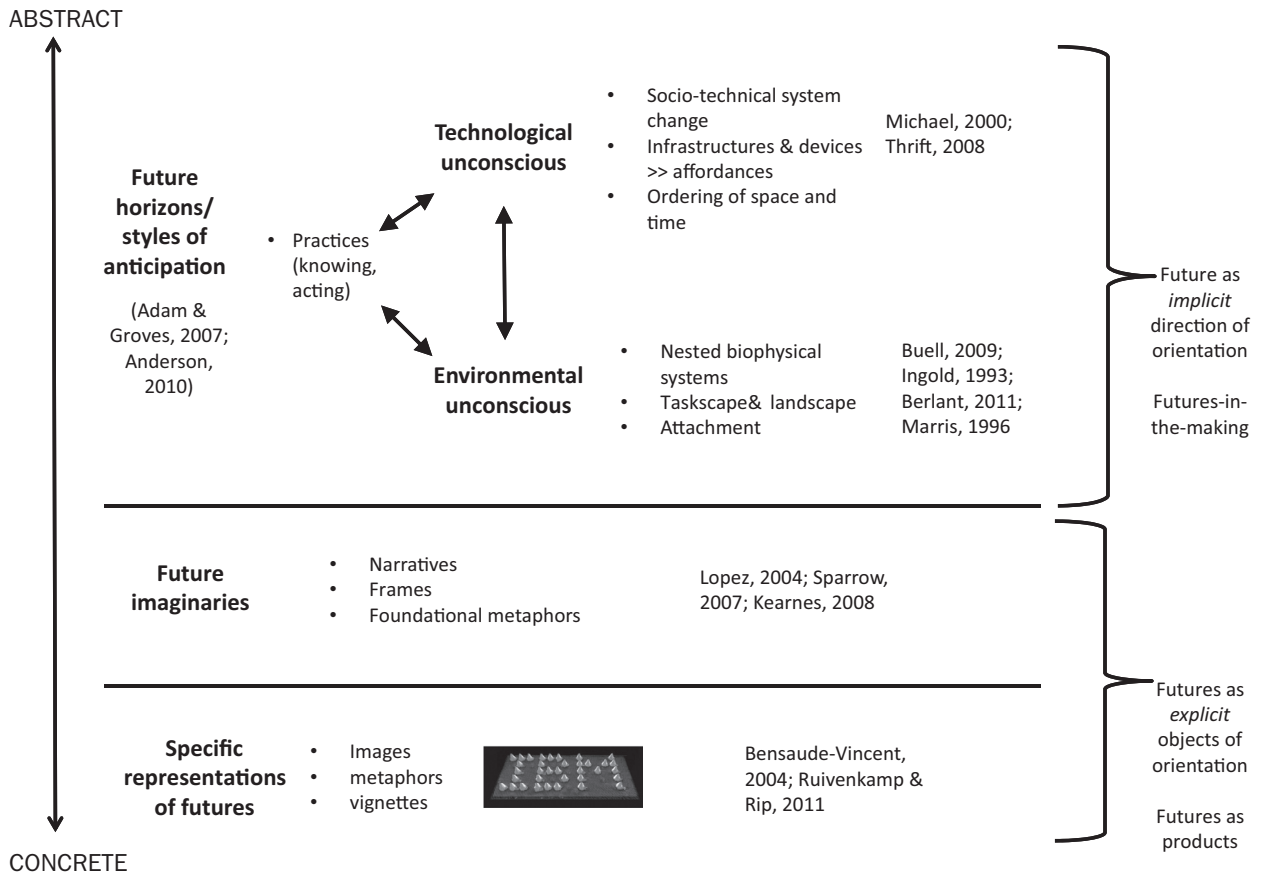 ABSTRACT
Future
horizons/
styles of
anticipation
(Adam &
Groves, 2007;
Anderson,
2010)
• Practices
(knowing,
acting)
Technological
unconscious
• Socio-technical system
change
• Infrastructures & devices
>> affordances
• Ordering of space and
time
Michael, 2000;
Thrift, 2008
Environmental
unconscious
• Nested biophysical
systems
• Taskscape& landscape
• Attachment
Buell, 2009;
Ingold, 1993;
Berlant, 2011;
Marris, 1996
Future as
implicit
direction of
orientation
Futures-in-
the-making
Future
imaginaries
• Narratives
• Frames
• Foundational metaphors
Lopez, 2004; Sparrow,
2007; Kearnes, 2008
Specific
representations
of futures
• Images
• metaphors
• vignettes
IBM
Bensaude-Vincent,
2004; Ruivenkamp &
Rip, 2011
Futures as
explicit
objects of
orientation
Futures as
products
CONCRETE